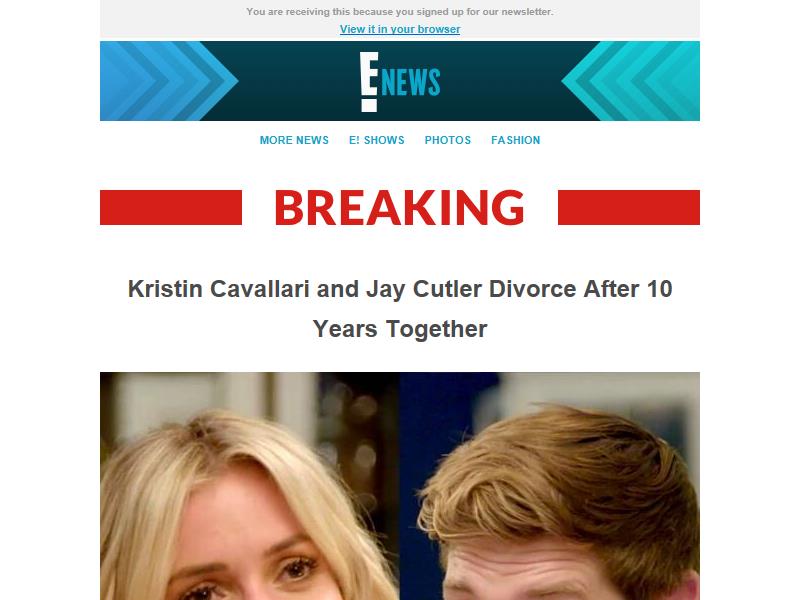 You are receiving this because you signed up for our newsletter.
View it in your browser
E! NEWS
MORE NEWS E! SHOWS PHOTOS FASHION
BREAKING
Kristin Cavallari and Jay Cutler Divorce After 10
Years Together